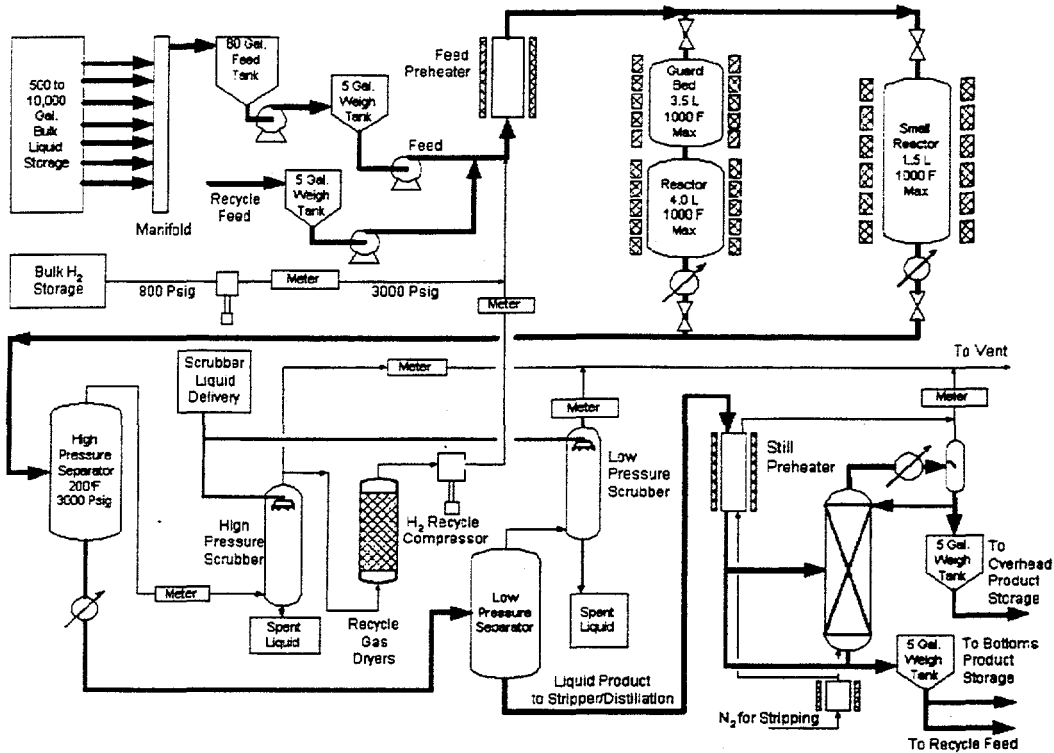 500 to
10,000
Gal.
Bulk
Liquid
Storage
Manifold
80 Gal.
Feed
Tank
5 Gal.
Weigh
Tank
Feed
Recycle
Feed
5 Gal.
Weigh
Tank
Feed
Preheater
Guard
Bed
3.5 L
1000 F
Max
Reactor
4.0 L
1000 F
Max
Small
Reactor
1.5 L
1000 F
Max
Bulk H2
Storage
800 Psig
Meter
3000 Psig
Meter
To Vent
Scrubber
Liquid
Delivery
Meter
Meter
Meter
High
Pressure
Separator
200°F
3000 Psig
High
Pressure
Scrubber
Meter
Spent
Liquid
H2 Recycle
Compressor
Recycle
Gas
Dryers
Low
Pressure
Scrubber
Low
Pressure
Separator
Spent
Liquid
Liquid Product
to Stripper/Distillation
Still
Preheater
N2 for Stripping
5 Gal.
Weigh
Tank
To
Overhead
Product
Storage
5 Gal.
Weigh
Tank
To Bottoms
Product
Storage
To Recycle Feed